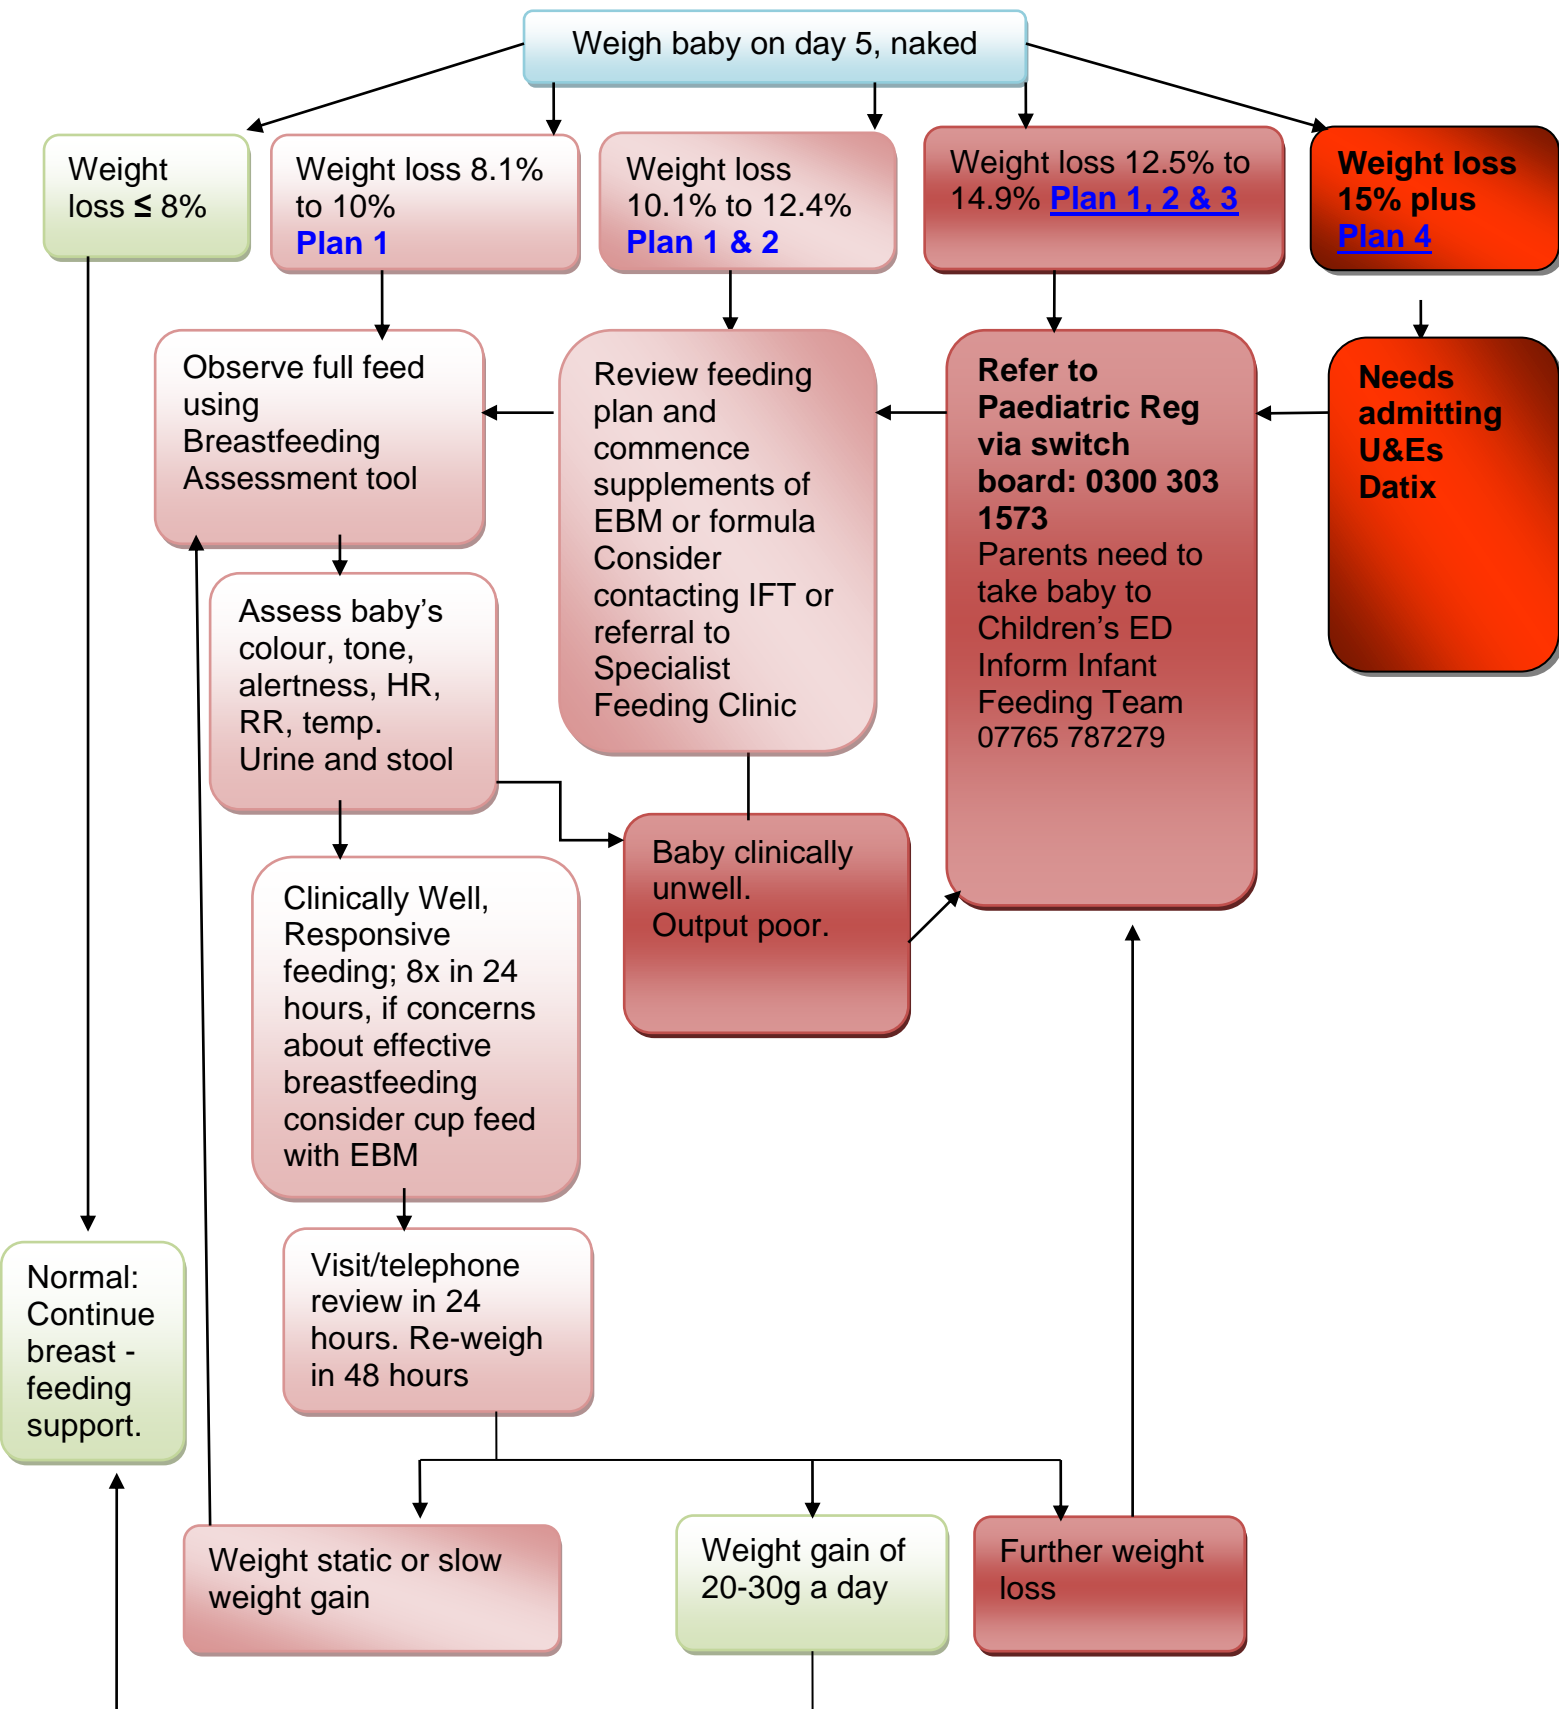 Weigh baby on day 5, naked
Weight
loss ≤ 8%
Weight loss 8.1%
to 10%
Plan 1
Weight loss
10.1% to 12.4%
Plan 1 & 2
Weight loss 12.5% to
14.9% Plan 1, 2 & 3
Weight loss
15% plus
Plan 4
Observe full feed
using
Breastfeeding
Assessment tool
Review feeding
plan and
commence
supplements of
EBM or formula
Consider
contacting IFT or
referral to
Specialist
Feeding Clinic
Refer to
Paediatric Reg
via switch
board: 0300 303
1573
Parents need to
take baby to
Children's ED
Inform Infant
Feeding Team
07765 787279
Needs
admitting
U&Es
Datix
Assess baby's
colour, tone,
alertness, HR,
RR, temp.
Urine and stool
Baby clinically
unwell.
Output poor.
Clinically Well,
Responsive
feeding; 8x in 24
hours, if concerns
about effective
breastfeeding
consider cup feed
with EBM
Visit/telephone
review in 24
hours. Re-weigh
in 48 hours
Normal:
Continue
breast -
feeding
support.
Weight static or slow
weight gain
Weight gain of
20-30g a day
Further weight
loss